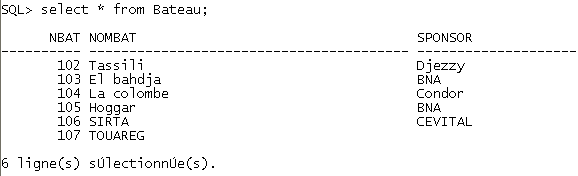 SQL> select * from Bateau;
NBAT NOMBAT SPONSOR
---------- ---------------------------------------- --------------------
102 Tassili Djezzy
103 El bahdja BNA
104 La colombe Condor
105 Hoggar BNA
106 SIRTA CEVITAL
107 TOUAREG
6 ligne(s) sÚlectionnÚe(s).